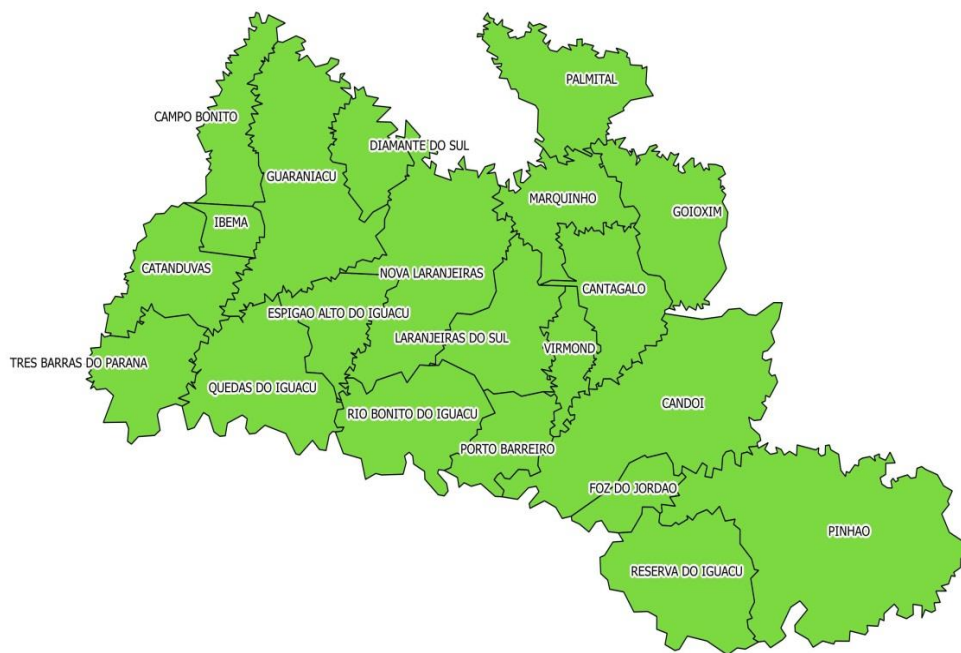 PALMITAL
CAMPO BONITO
DIAMANTE DO SUL
GUARANIACU
MARQUINHO
GOIOXIM
IBEMA
CATANDUVAS
NOVA LARANJEIRAS
CANTAGALO
ESPIGAO ALTO DO IGUACU
LARANJEIRAS DO SUL
VIRMOND
TRES BARRAS DO PARANA
QUEDAS DO IGUACU
CANDOI
RIO BONITO DO IGUACU
PORTO BARREIRO
FOZ DO JORDAO
PINHAO
RESERVA DO IGUACU